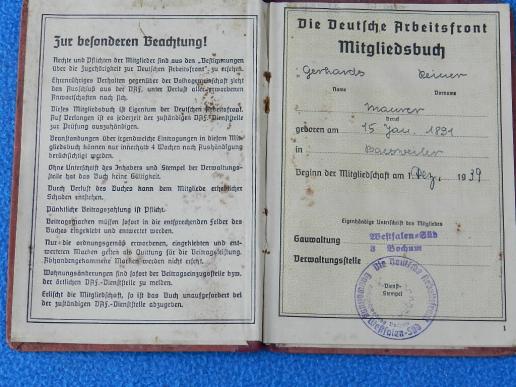 Zur besonderen Beachtung!
Rechte und Pflichten der Mitglieder sind aus den „Bestimmungen
über die Zugehörigkeit zur Deutschen Arbeitsfront“, zu ersehen.
Ehrenrühriges Verhalten gegenüber der Volksgemeinschaft zieht
den Ausschluß aus der DAF. unter Verlust aller erworbenen
Anwartschaften nach sich.
Dieses Mitgliedsbuch ist Eigentum der Deutschen Arbeitsfront.
Auf Verlangen ist es jederzeit der zuständigen DAF.-Dienststelle
zur Prüfung auszuhändigen.
Beanstandungen über irgendwelche Eintragungen in diesem Mit-
gliedsbuch können nur innerhalb 4 Wochen nach Aushändigung
berücksichtigt werden.
Ohne Unterschrift des Inhabers und Stempel der Verwaltungs-
stelle hat das Buch keine Gültigkeit.
Durch Verlust des Buches kann dem Mitgliede erheblicher
Schaden entstehen.
Pünktliche Beitragszahlung ist Pflicht.
Beitragsmarken müssen sofort in die entsprechenden Felder des
Buches eingeklebt und entwertet werden.
Nur die ordnungsgemäß erworbenen, eingeklebten und ent-
werteten Marken gelten als Quittung für die Beitragsleistung.
Abhandengekommene Marken werden nicht ersetzt.
Wohnungsänderungen sind sofort der Beitragseinzugsstelle bzw.
der örtlichen DAF.-Dienststelle zu melden.
Erlischt die Mitgliedschaft, so ist das Buch unaufgefordert bei
der zuständigen DAF.-Dienststelle abzugeben.
Die Deutsche Arbeitsfront
Mitgliedsbuch
Gerhards Reiner
Name Vorname
Maurer
Beruf
geboren am 15 Jan. 1891
in
Beginn der Mitgliedschaft am 1. Dez. 1939
Eigenhändige Unterschrift des Mitgliedes
Gauwaltung Westfalen-Süd
Bochum
Verwaltungsstelle
Dienst-
Stempel
Die Deutsche Arbeitsfront
Gauwaltung Westfalen-Süd
1